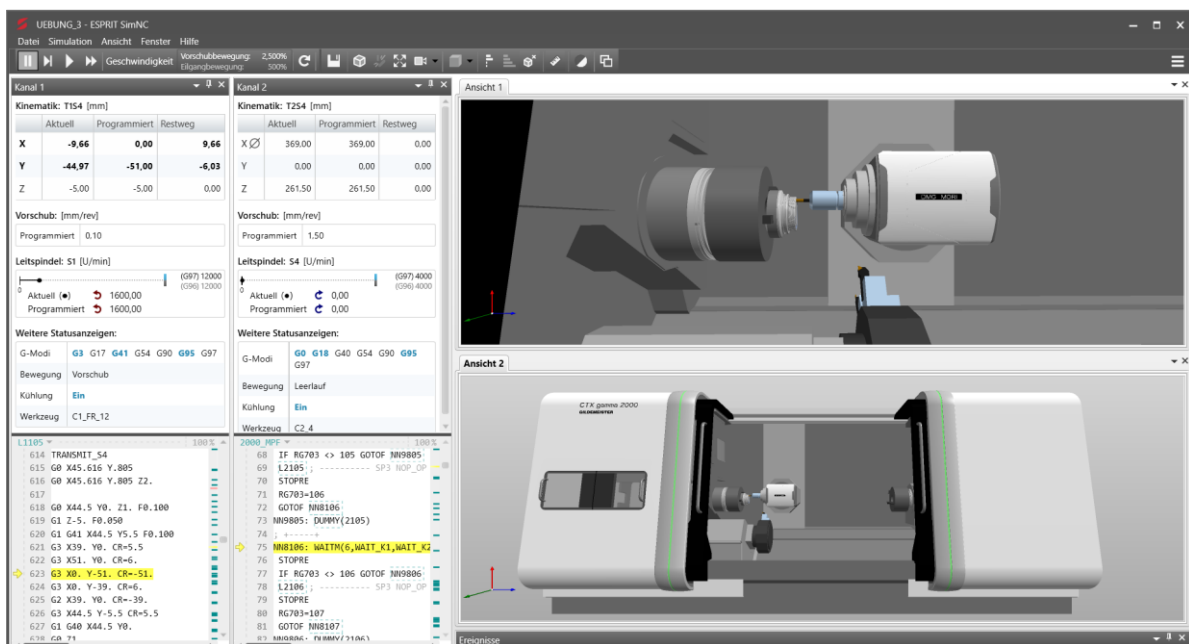 UEBUNG_3 - ESPRIT SimNC
Datei Simulation Ansicht Fenster Hilfe
Geschwindigkeit Vorschubbewegung: 2,500%
Eilgangbewegung: 500%
Kanal 1
Kinematik: T1S4 [mm]
Aktuell Programmiert Restweg
X -9,66 0,00 9,66
Y -44,97 -51,00 -6,03
Z -5,00 -5,00 0,00
Vorschub: [mm/rev]
Programmiert 0,10
Leitspindel: S1 [U/min]
(G97) 12000
0 (G96) 12000
Aktuell (●) 1600,00
Programmiert 1600,00
Weitere Statusanzeigen:
G-Modi G3 G17 G41 G54 G90 G95 G97
Bewegung Vorschub
Kühlung Ein
Werkzeug C1_FR_12
L1105 100%
614 TRANSMIT_S4
615 G0 X45.616 Y.805
616 G0 X45.616 Y.805 Z2.
617
618 G0 X44.5 Y0. Z1. F0.100
619 G1 Z-5. F0.050
620 G1 G41 X44.5 Y5.5 F0.100
621 G3 X39. Y0. CR=5.5
622 G3 X51. Y0. CR=6.
623 G3 X0. Y-51. CR=-51.
624 G3 X0. Y-39. CR=6.
625 G2 X39. Y0. CR=-39.
626 G3 X44.5 Y-5.5 CR=5.5
627 G1 G40 X44.5 Y0.
628 G0 Z1
Kanal 2
Kinematik: T2S4 [mm]
Aktuell Programmiert Restweg
X∅ 369.00 369.00 0.00
Y 0.00 0.00 0.00
Z 261.50 261.50 0.00
Vorschub: [mm/rev]
Programmiert 1,50
Leitspindel: S4 [U/min]
(G97) 4000
0 (G96) 4000
Aktuell (●) 0,00
Programmiert 0,00
Weitere Statusanzeigen:
G-Modi G0 G18 G40 G54 G90 G95
G97
Bewegung Leerlauf
Kühlung Ein
Werkzeug C2_4
2000_MPF 100%
68 IF RG703 <> 105 GOTOF NN9805
69 L2105 ; ---------- SP3 NOP_OP
70 STOPRE
71 RG703=106
72 GOTOF NN8106
73 NN9805: DUMMY(2105)
74 ; +-----+
75 NN8106: WAITM(6,WAIT_K1,WAIT_K2
76 STOPRE
77 IF RG703 <> 106 GOTOF NN9806
78 L2106 ; ---------- SP3 NOP_OP
79 STOPRE
80 RG703=107
81 GOTOF NN8107
82 NN9806: DUMMY(2106)
Ansicht 1
DMG MORI
Ansicht 2
CTX gamma 2000
GILDEMEISTER
Ereignisse